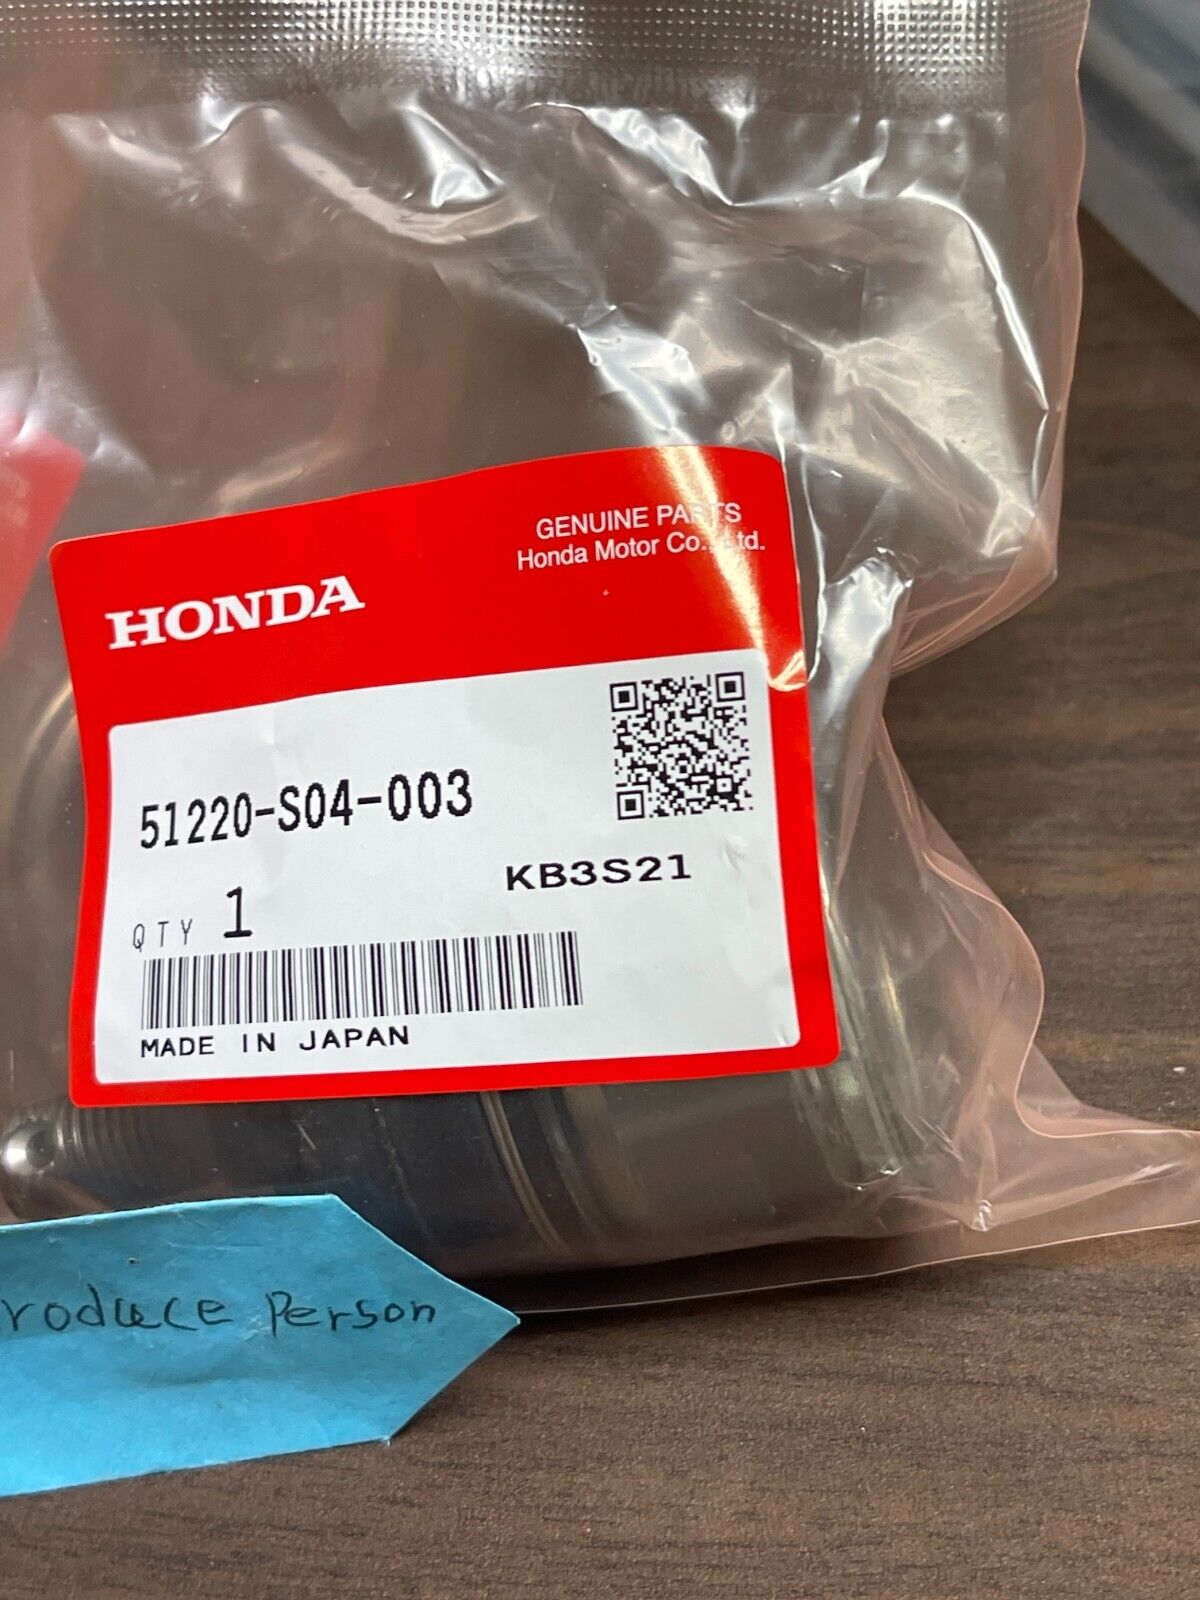 GENUINE PARTS
Honda Motor Co., Ltd.
HONDA
51220-S04-003
KB3S21
QTY 1
MADE IN JAPAN
roduce Person